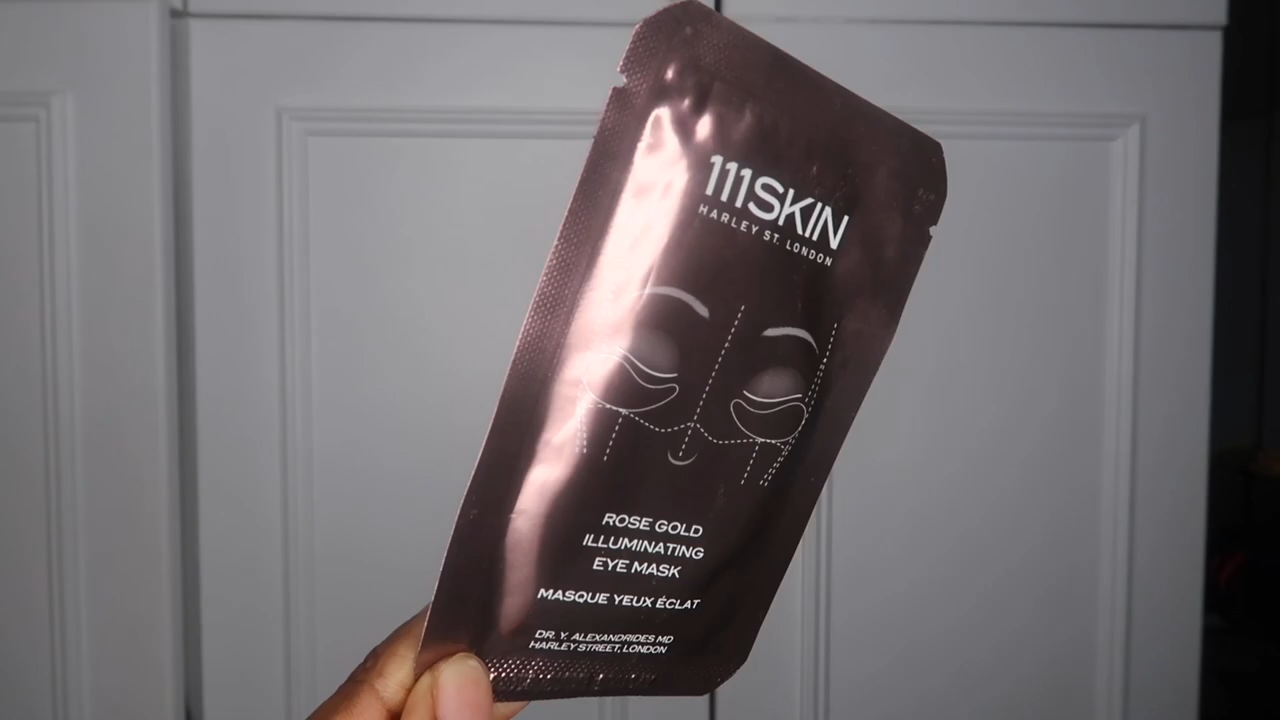 111SKIN
HARLEY ST. LONDON
ROSE GOLD
ILLUMINATING
EYE MASK
MASQUE YEUX ÉCLAT
DR. Y. ALEXANDRIDES MD
HARLEY STREET, LONDON